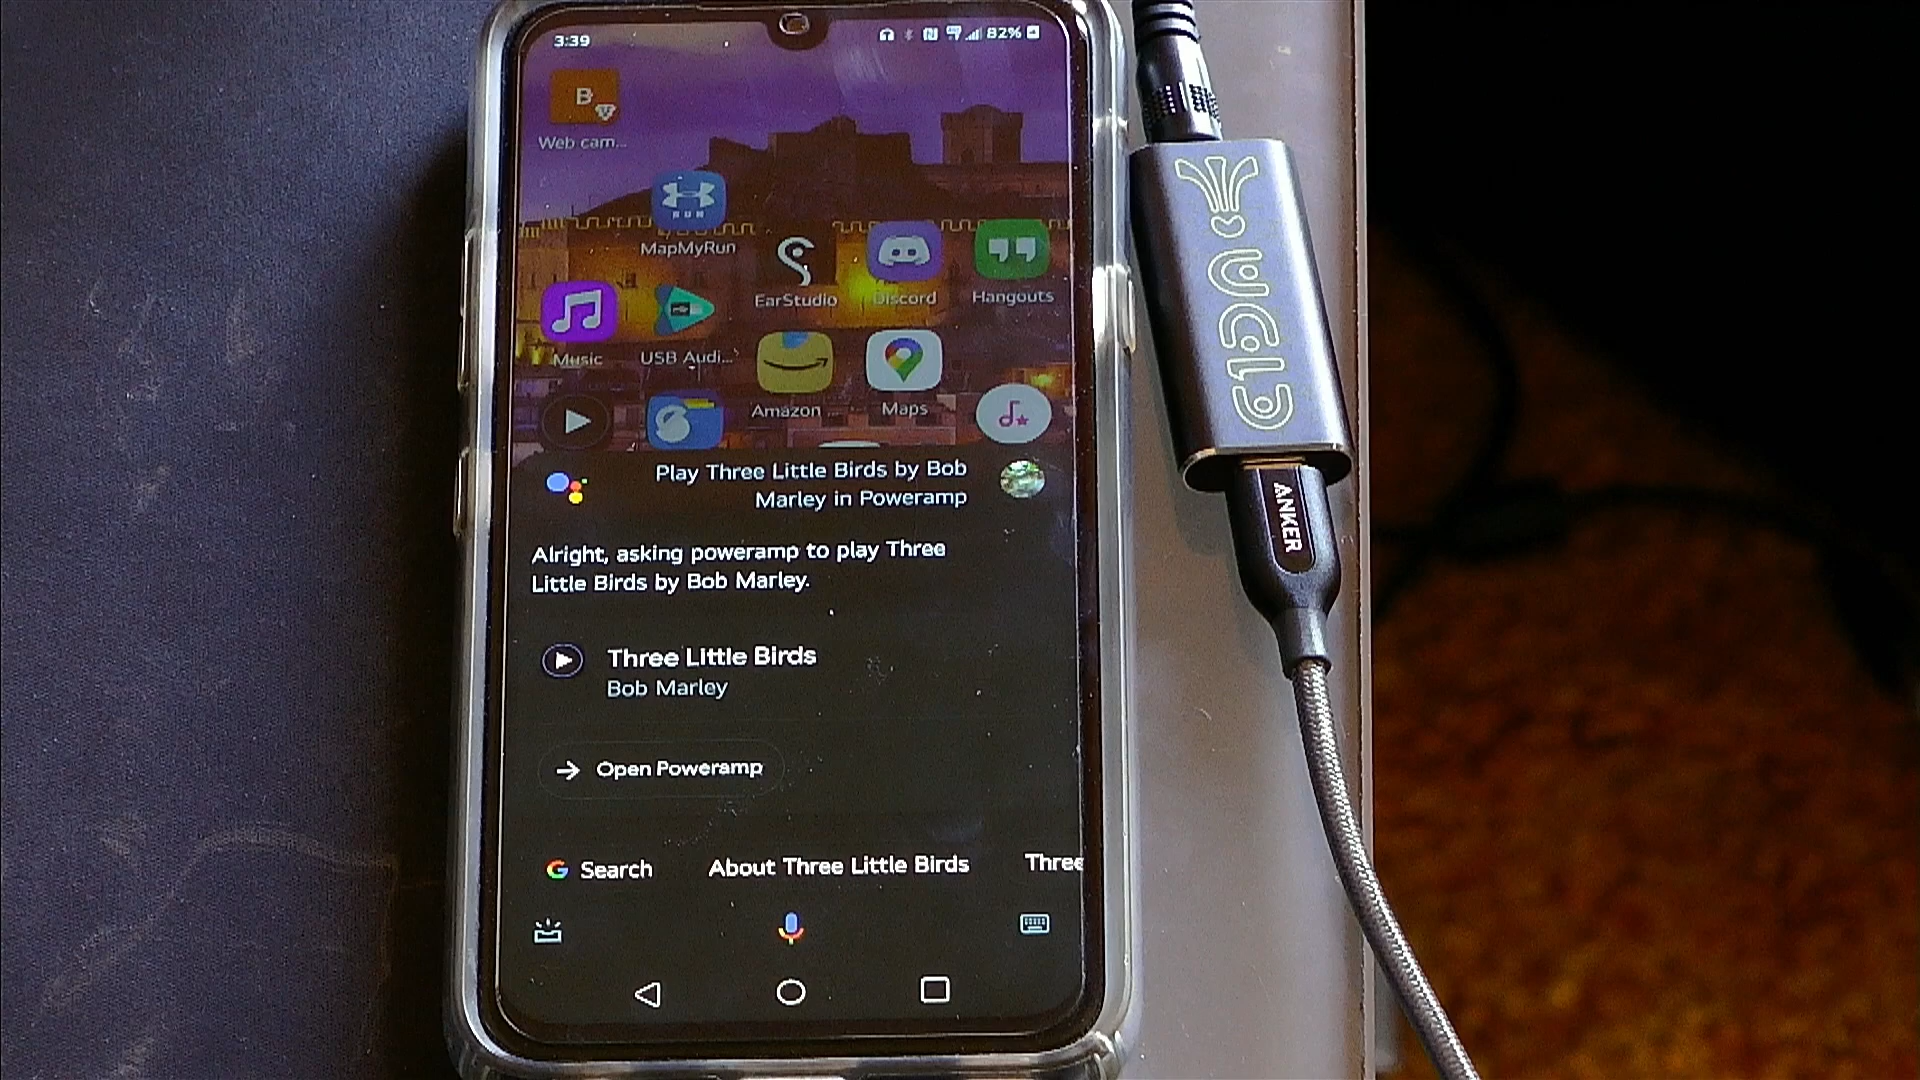 3:39
82%
B
Web cam...
RUN
MapMyRun
EarStudio
Discord
Hangouts
Music
USB Audi...
Amazon
Maps
Play Three Little Birds by Bob
Marley in Poweramp
Alright, asking poweramp to play Three
Little Birds by Bob Marley.
Three Little Birds
Bob Marley
Open Poweramp
G Search
About Three Little Birds
Three
ANKER